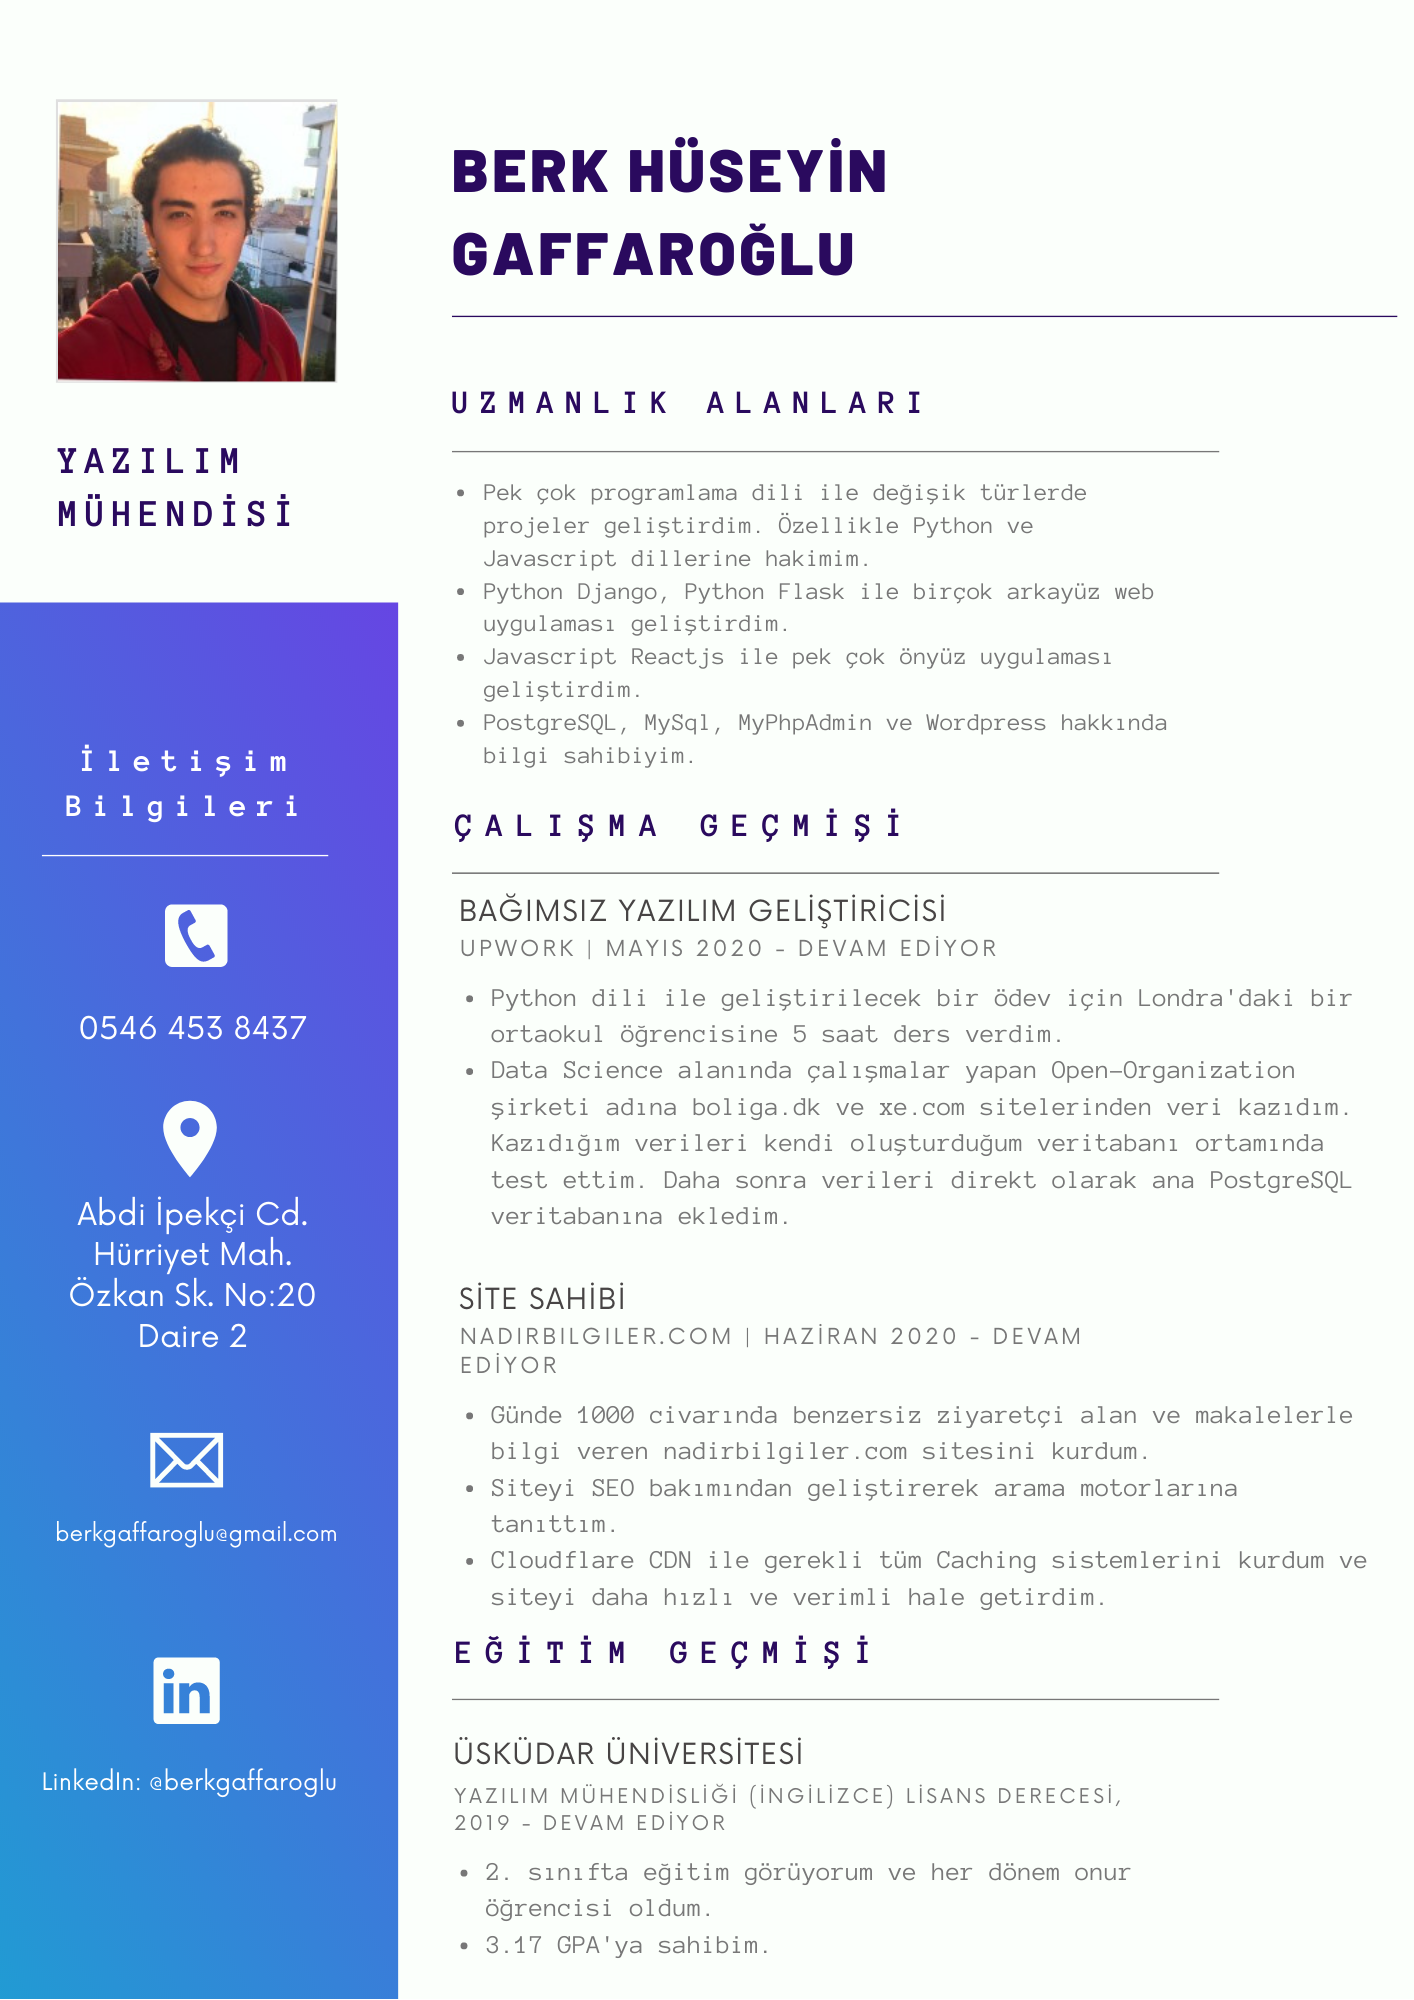 BERK HÜSEYİN
GAFFAROĞLU
YAZILIM
MÜHENDİSİ
İletişim
Bilgileri
0546 453 8437
Abdi İpekçi Cd.
Hürriyet Mah.
Özkan Sk. No:20
Daire 2
berkgaffaroglu@gmail.com
in
LinkedIn: @berkgaffaroglu
UZMANLIK ALANLARI
• Pek çok programlama dili ile değişik türlerde
projeler geliştirdim. Özellikle Python ve
Javascript dillerine hakimim.
• Python Django, Python Flask ile birçok arkayüz web
uygulaması geliştirdim.
• Javascript Reactjs ile pek çok önyüz uygulaması
geliştirdim.
• PostgreSQL, MySql, MyPhpAdmin ve Wordpress hakkında
bilgi sahibiyim.
ÇALIŞMA GEÇMİŞİ
BAĞIMSIZ YAZILIM GELİŞTİRİCİSİ
UPWORK | MAYIS 2020 - DEVAM EDİYOR
• Python dili ile geliştirilecek bir ödev için Londra'daki bir
ortaokul öğrencisine 5 saat ders verdim.
• Data Science alanında çalışmalar yapan Open-Organization
şirketi adına boliga.dk ve xe.com sitelerinden veri kazıdım.
Kazıdığım verileri kendi oluşturduğum veritabanı ortamında
test ettim. Daha sonra verileri direkt olarak ana PostgreSQL
veritabanına ekledim.
SİTE SAHİBİ
NADIRBILGILER.COM | HAZİRAN 2020 - DEVAM
EDİYOR
• Günde 1000 civarında benzersiz ziyaretçi alan ve makalelerle
bilgi veren nadirbilgiler.com sitesini kurdum.
• Siteyi SEO bakımından geliştirerek arama motorlarına
tanıttım.
• Cloudflare CDN ile gerekli tüm Caching sistemlerini kurdum ve
siteyi daha hızlı ve verimli hale getirdim.
EĞİTİM GEÇMİŞİ
ÜSKÜDAR ÜNİVERSİTESİ
YAZILIM MÜHENDİSLİĞİ (İNGİLİZCE) LİSANS DERECESİ,
2019 - DEVAM EDİYOR
• 2. sınıfta eğitim görüyorum ve her dönem onur
öğrencisi oldum.
• 3.17 GPA'ya sahibim.